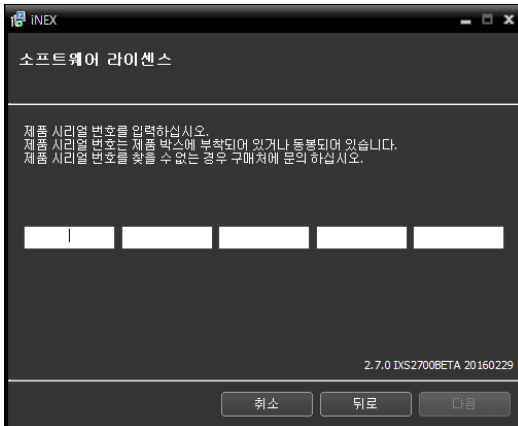 iNEX
소프트웨어 라이센스
제품 시리얼 번호를 입력하십시오.
제품 시리얼 번호는 제품 박스에 부착되어 있거나 동봉되어 있습니다.
제품 시리얼 번호를 찾을 수 없는 경우 구매처에 문의 하십시오.
2.7.0 IXS2700BETA 20160229
취소
뒤로
다음